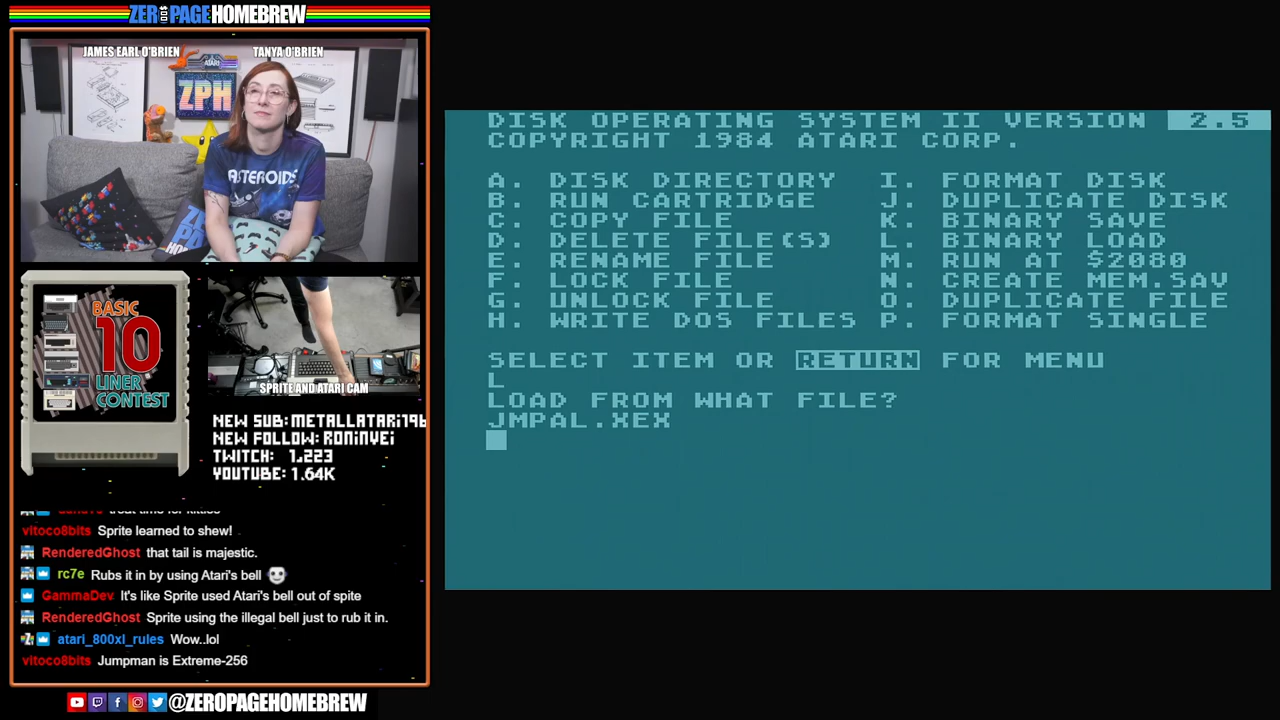 ZEROPAGE HOMEBREW
JAMES EARL O'BRIEN
TANYA O'BRIEN
ATARI
ZPH
ASTEROIDS
BASIC
10
LINER
CONTEST
SPRITE AND ATARI CAM
NEW SUB: METALLATARI196
NEW FOLLOW: RONINVEI
TWITCH: 1,223
YOUTUBE: 1.64K
treat time for kitties
vitoco8bits Sprite learned to shew!
RenderedGhost that tail is majestic.
rc7e Rubs it in by using Atari's bell
GammaDev It's like Sprite used Atari's bell out of spite
RenderedGhost Sprite using the illegal bell just to rub it in.
atari_800xl_rules Wow..lol
vitoco8bits Jumpman is Extreme-256
@ZEROPAGEHOMEBREW
DISK OPERATING SYSTEM II VERSION 2.5
COPYRIGHT 1984 ATARI CORP.
A. DISK DIRECTORY I. FORMAT DISK
B. RUN CARTRIDGE J. DUPLICATE DISK
C. COPY FILE K. BINARY SAVE
D. DELETE FILE(S) L. BINARY LOAD
E. RENAME FILE M. RUN AT $2080
F. LOCK FILE N. CREATE MEM.SAV
G. UNLOCK FILE O. DUPLICATE FILE
H. WRITE DOS FILES P. FORMAT SINGLE
SELECT ITEM OR RETURN FOR MENU
L
LOAD FROM WHAT FILE?
JMPAL.XEX